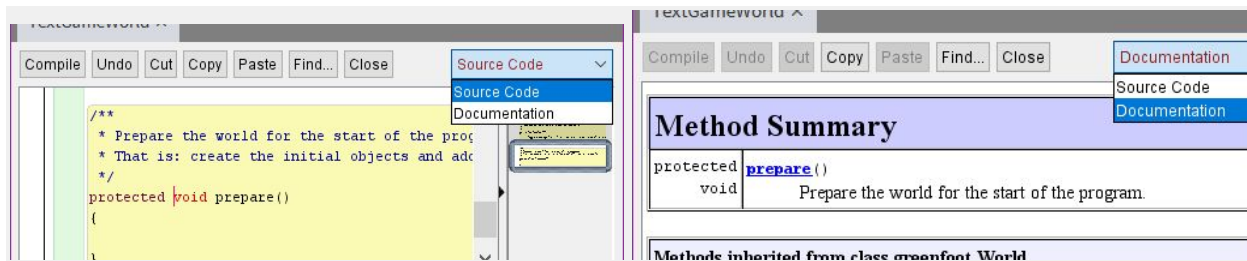 TextGameWorld ×
Compile Undo Cut Copy Paste Find... Close
Source Code
Source Code
Documentation
/**
* Prepare the world for the start of the prog
* That is: create the initial objects and add
*/
protected void prepare()
{
}
TextGameWorld ×
Compile Undo Cut Copy Paste Find... Close
Documentation
Source Code
Documentation
Method Summary
protected void prepare()
Prepare the world for the start of the program.
Methods inherited from class greenfoot.World